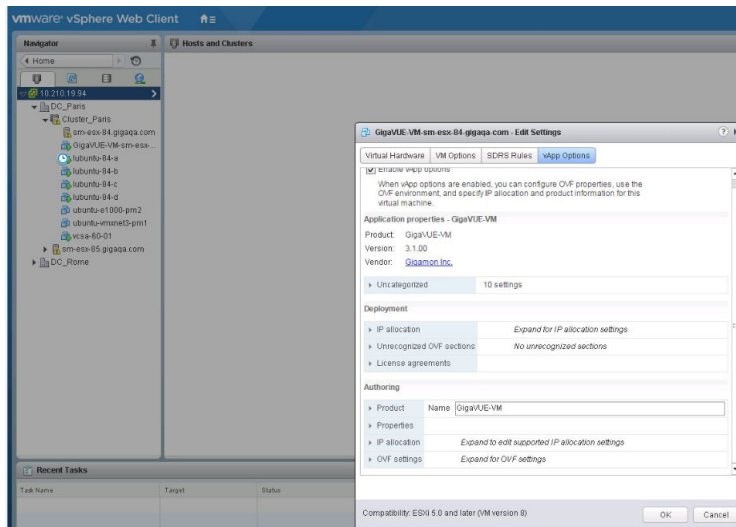 vmware® vSphere Web Client
Navigator
Hosts and Clusters
Home
10.210.19.94
DC_Paris
Cluster_Paris
sm-esx-84.gigaqa.com
GigaVUE-VM-sm-esx-...
lubuntu-84-a
lubuntu-84-b
lubuntu-84-c
lubuntu-84-d
ubuntu-e1000-pm2
ubuntu-vmxnet3-pm1
vcsa-60-01
sm-esx-85.gigaqa.com
DC_Rome
GigaVUE-VM-sm-esx-84-gigaqa-com - Edit Settings
Virtual Hardware VM Options SDRS Rules vApp Options
Enable vApp options
When vApp options are enabled, you can configure OVF properties, use the
OVF environment, and specify IP allocation and product information for this
virtual machine.
Application properties - GigaVUE-VM
Product: GigaVUE-VM
Version: 3.1.00
Vendor: Gigamon Inc.
Uncategorized 10 settings
Deployment
IP allocation Expand for IP allocation settings
Unrecognized OVF sections No unrecognized sections
License agreements
Authoring
Product Name GigaVUE-VM
Properties
IP allocation Expand to edit supported IP allocation settings
OVF settings Expand for OVF settings
Compatibility: ESXi 5.0 and later (VM version 8) OK Cancel
Recent Tasks
Task Name Target Status